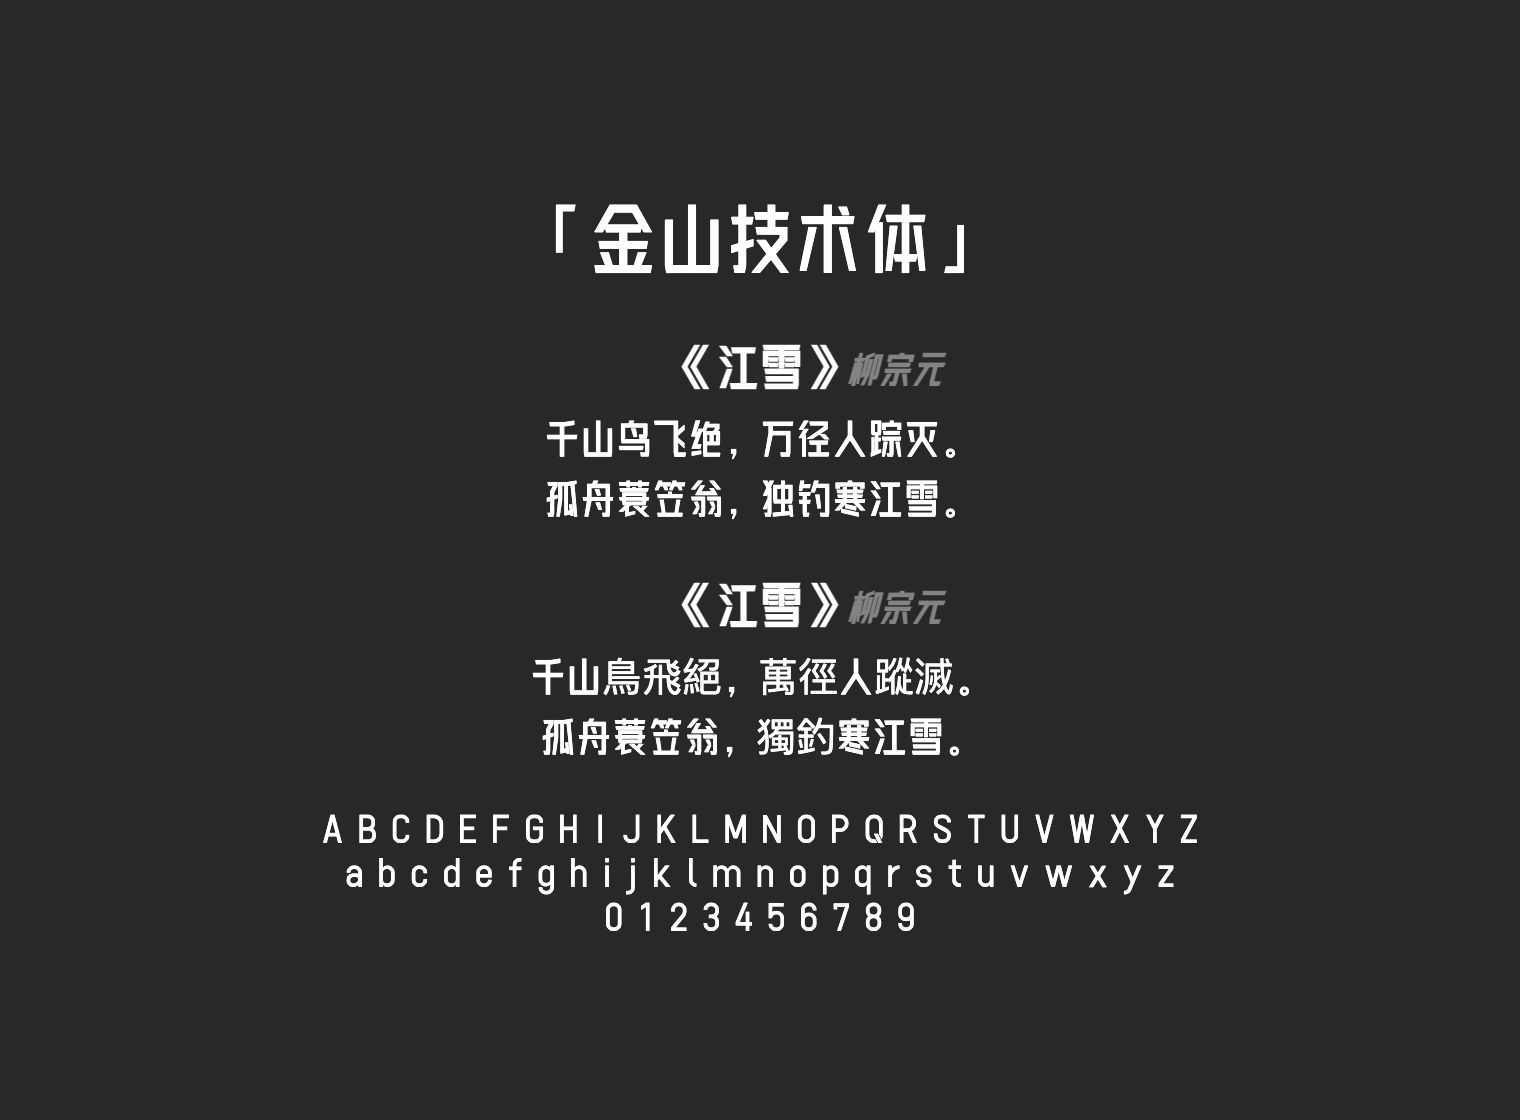 「金山技术体」
《江雪》柳宗元
千山鸟飞绝，万径人踪灭。
孤舟蓑笠翁，独钓寒江雪。
《江雪》柳宗元
千山鳥飛絕，萬徑人蹤滅。
孤舟蓑笠翁，獨釣寒江雪。
A B C D E F G H I J K L M N O P Q R S T U V W X Y Z
a b c d e f g h i j k l m n o p q r s t u v w x y z
0 1 2 3 4 5 6 7 8 9